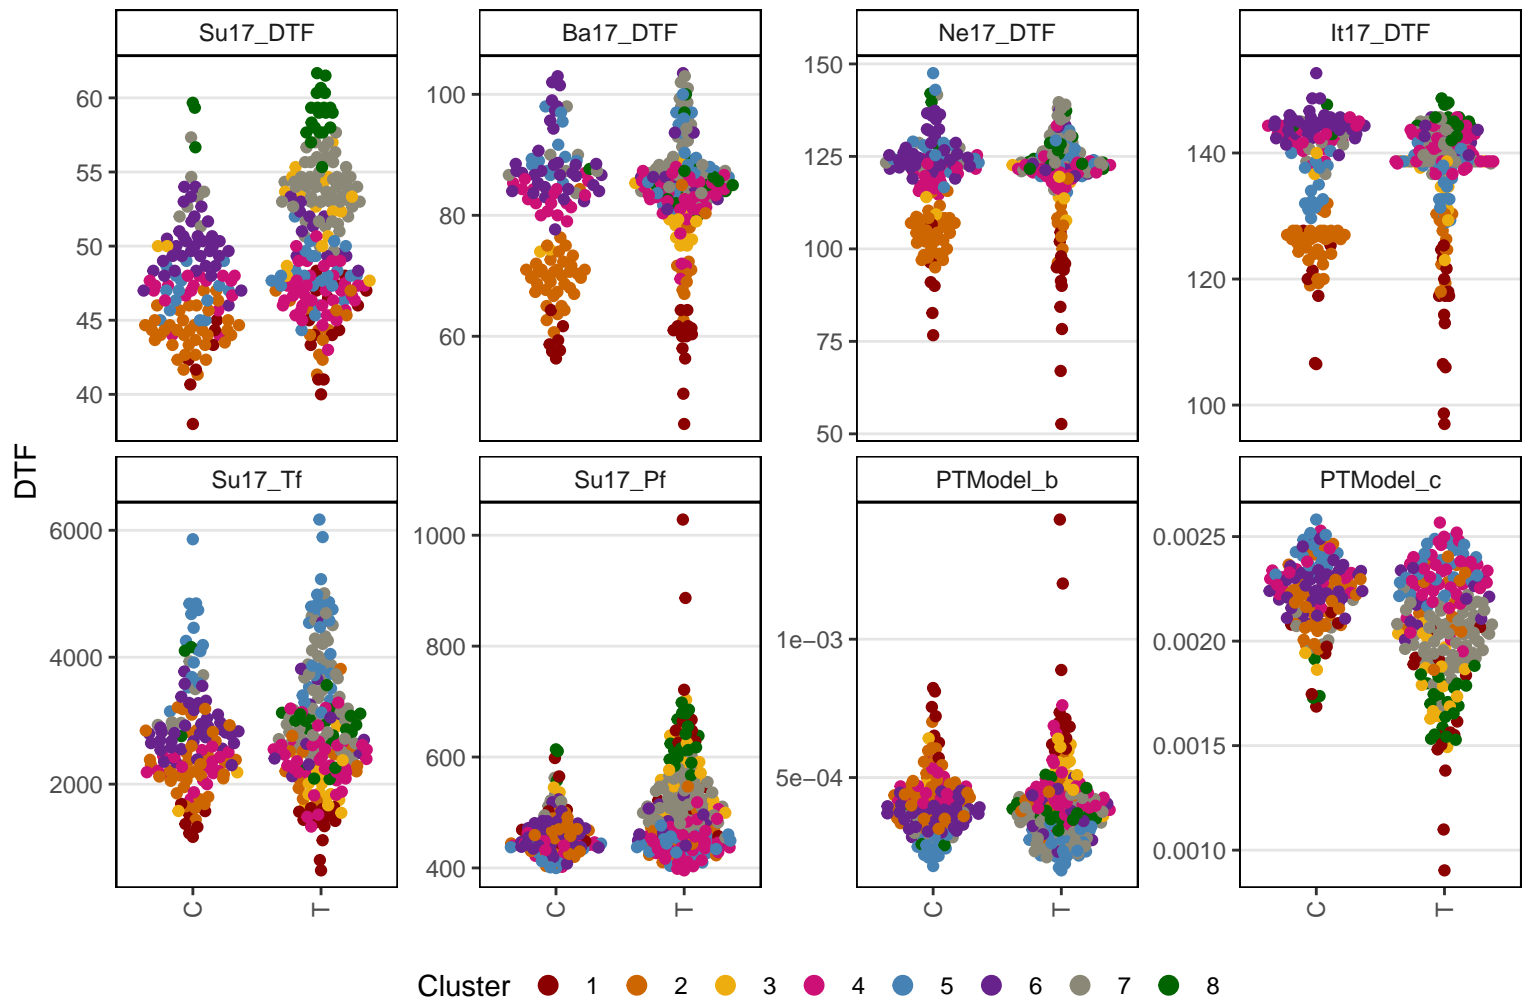 Su17_DTF Ba17_DTF Ne17_DTF It17_DTF
60 55 50 45 40
100 80 60
150 125 100 75 50
140 120 100
DTF
Su17_Tf Su17_Pf PTModel_b PTModel_c
6000 4000 2000
1000 800 600 400
1e−03 5e−04
0.0025 0.0020 0.0015 0.0010
C T C T C T C T
Cluster 1 2 3 4 5 6 7 8